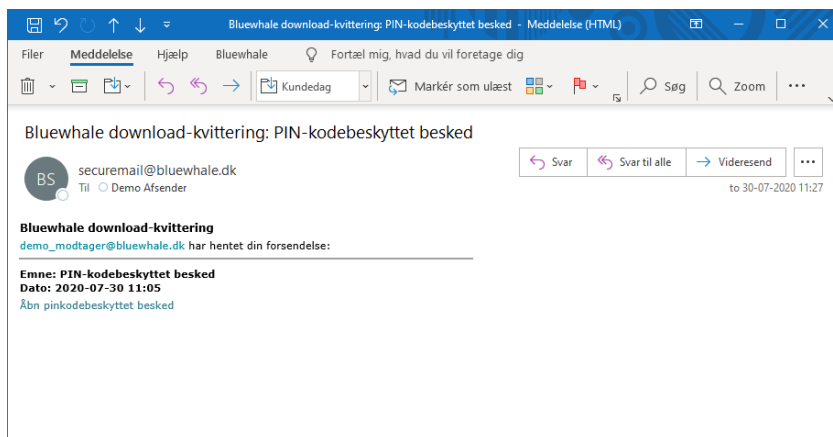 Bluewhale download-kvittering: PIN-kodebeskyttet besked - Meddelelse (HTML)
Filer Meddelelse Hjælp Bluewhale Fortæl mig, hvad du vil foretage dig
Kundedag Markér som ulæst Søg Zoom
Bluewhale download-kvittering: PIN-kodebeskyttet besked
BS
securemail@bluewhale.dk
Til Demo Afsender
Svar Svar til alle Videresend
to 30-07-2020 11:27
Bluewhale download-kvittering
demo_modtager@bluewhale.dk har hentet din forsendelse:
Emne: PIN-kodebeskyttet besked
Dato: 2020-07-30 11:05
Åbn pinkodebeskyttet besked